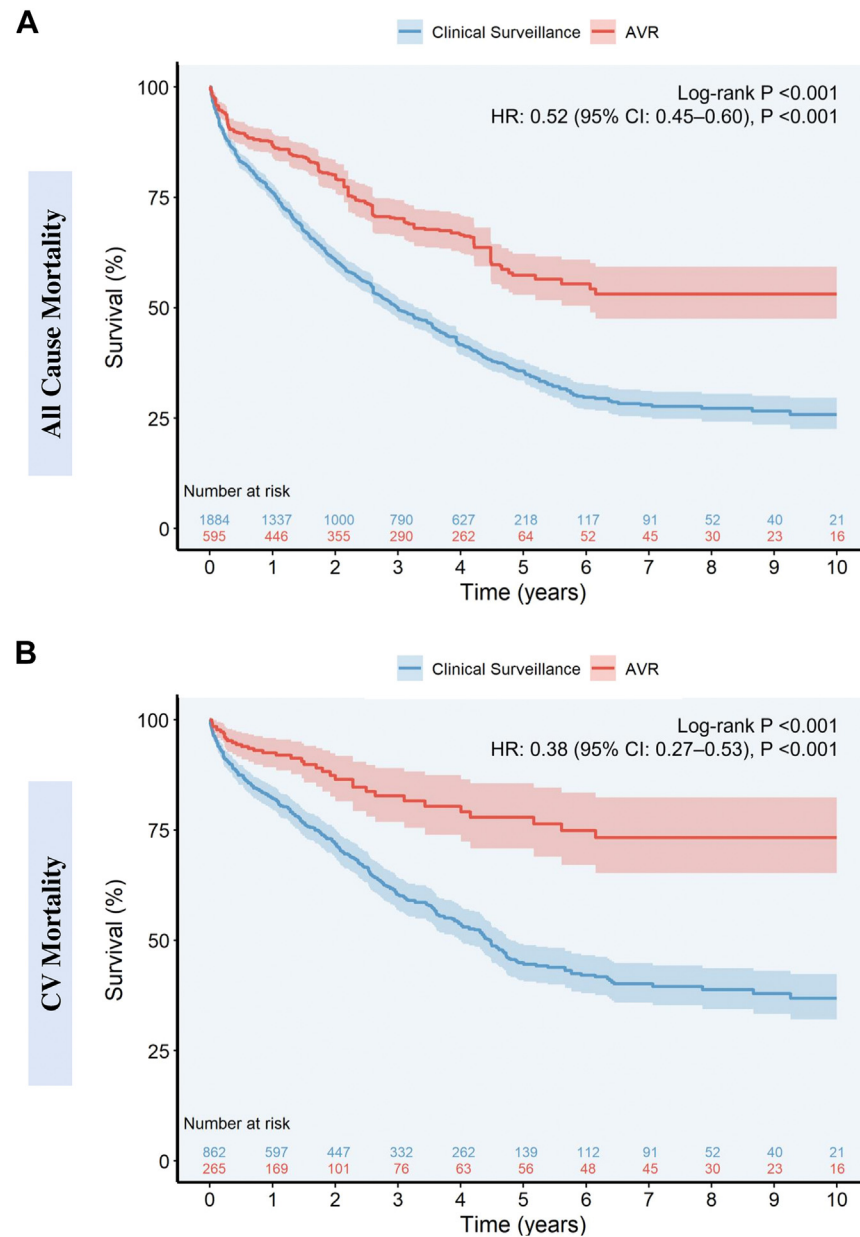 A
Clinical Surveillance AVR
All Cause Mortality
Survival (%)
100
75
50
25
0
Log-rank P <0.001
HR: 0.52 (95% CI: 0.45–0.60), P <0.001
Number at risk
1884 1337 1000 790 627 218 117 91 52 40 21
595 446 355 290 262 64 52 45 30 23 16
0 1 2 3 4 5 6 7 8 9 10
Time (years)
B
Clinical Surveillance AVR
CV Mortality
Survival (%)
100
75
50
25
0
Log-rank P <0.001
HR: 0.38 (95% CI: 0.27–0.53), P <0.001
Number at risk
862 597 447 332 262 139 112 91 52 40 21
265 169 101 76 63 56 48 45 30 23 16
0 1 2 3 4 5 6 7 8 9 10
Time (years)